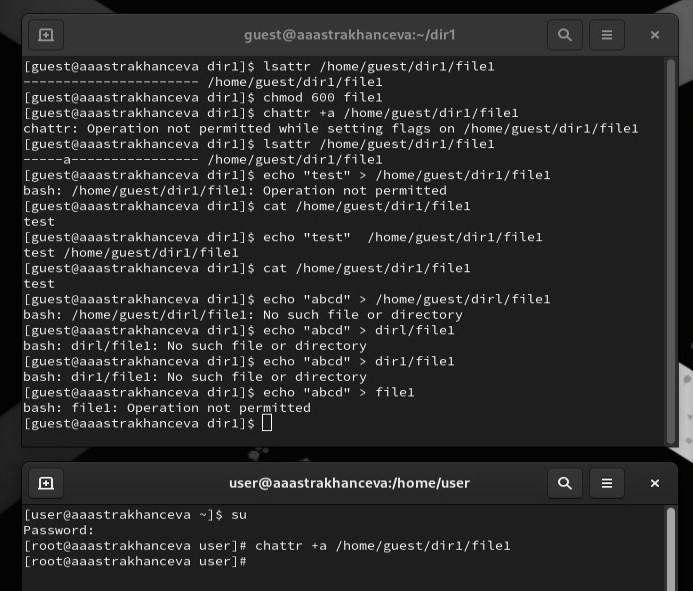 guest@aaastrakhanceva:~/dir1
[guest@aaastrakhanceva dir1]$ lsattr /home/guest/dir1/file1
---------------------- /home/guest/dir1/file1
[guest@aaastrakhanceva dir1]$ chmod 600 file1
[guest@aaastrakhanceva dir1]$ chattr +a /home/guest/dir1/file1
chattr: Operation not permitted while setting flags on /home/guest/dir1/file1
[guest@aaastrakhanceva dir1]$ lsattr /home/guest/dir1/file1
-----a---------------- /home/guest/dir1/file1
[guest@aaastrakhanceva dir1]$ echo "test" > /home/guest/dir1/file1
bash: /home/guest/dir1/file1: Operation not permitted
[guest@aaastrakhanceva dir1]$ cat /home/guest/dir1/file1
test
[guest@aaastrakhanceva dir1]$ echo "test"  /home/guest/dir1/file1
test /home/guest/dir1/file1
[guest@aaastrakhanceva dir1]$ cat /home/guest/dir1/file1
test
[guest@aaastrakhanceva dir1]$ echo "abcd" > /home/guest/dirl/file1
bash: /home/guest/dirl/file1: No such file or directory
[guest@aaastrakhanceva dir1]$ echo "abcd" > dirl/file1
bash: dirl/file1: No such file or directory
[guest@aaastrakhanceva dir1]$ echo "abcd" > dir1/file1
bash: dir1/file1: No such file or directory
[guest@aaastrakhanceva dir1]$ echo "abcd" > file1
bash: file1: Operation not permitted
[guest@aaastrakhanceva dir1]$
user@aaastrakhanceva:/home/user
[user@aaastrakhanceva ~]$ su
Password:
[root@aaastrakhanceva user]# chattr +a /home/guest/dir1/file1
[root@aaastrakhanceva user]#